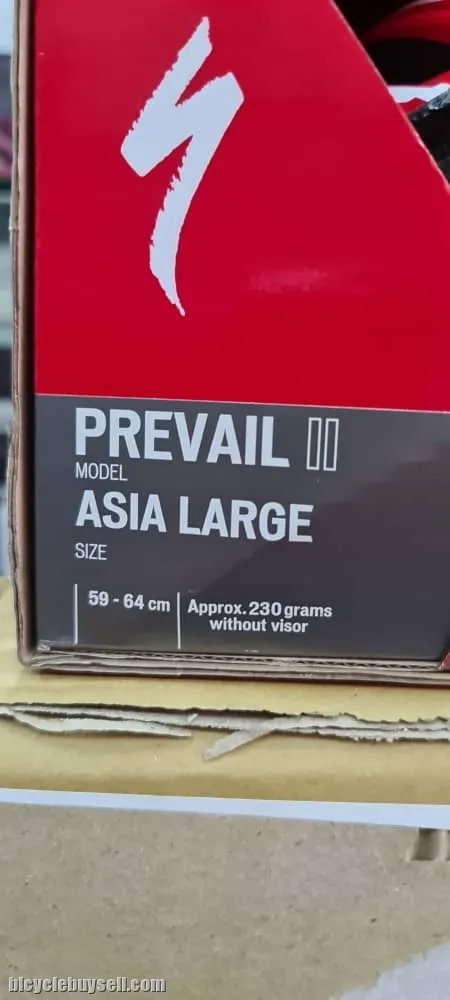 PREVAIL II
MODEL
ASIA LARGE
SIZE
59 - 64 cm
Approx. 230 grams
without visor
bicyclebuysell.com